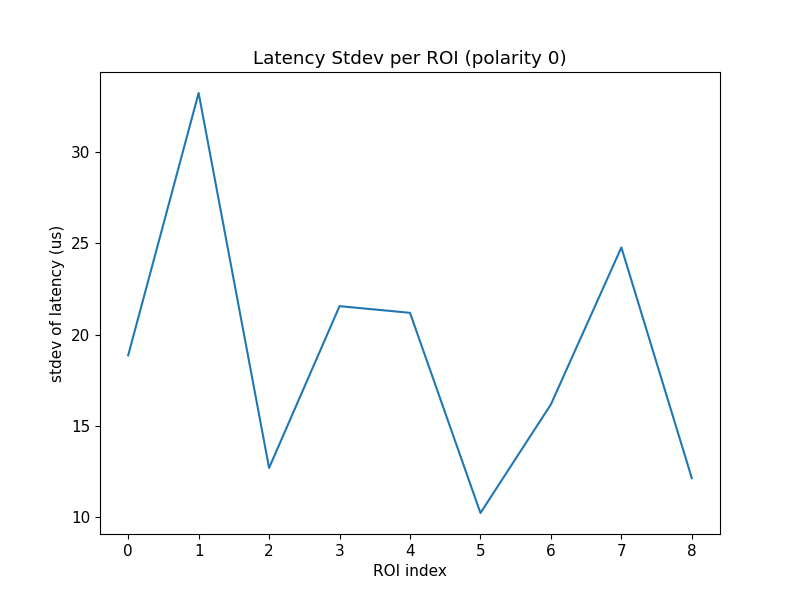 Latency Stdev per ROI (polarity 0)
stdev of latency (us)
30
25
20
15
10
0 1 2 3 4 5 6 7 8
ROI index